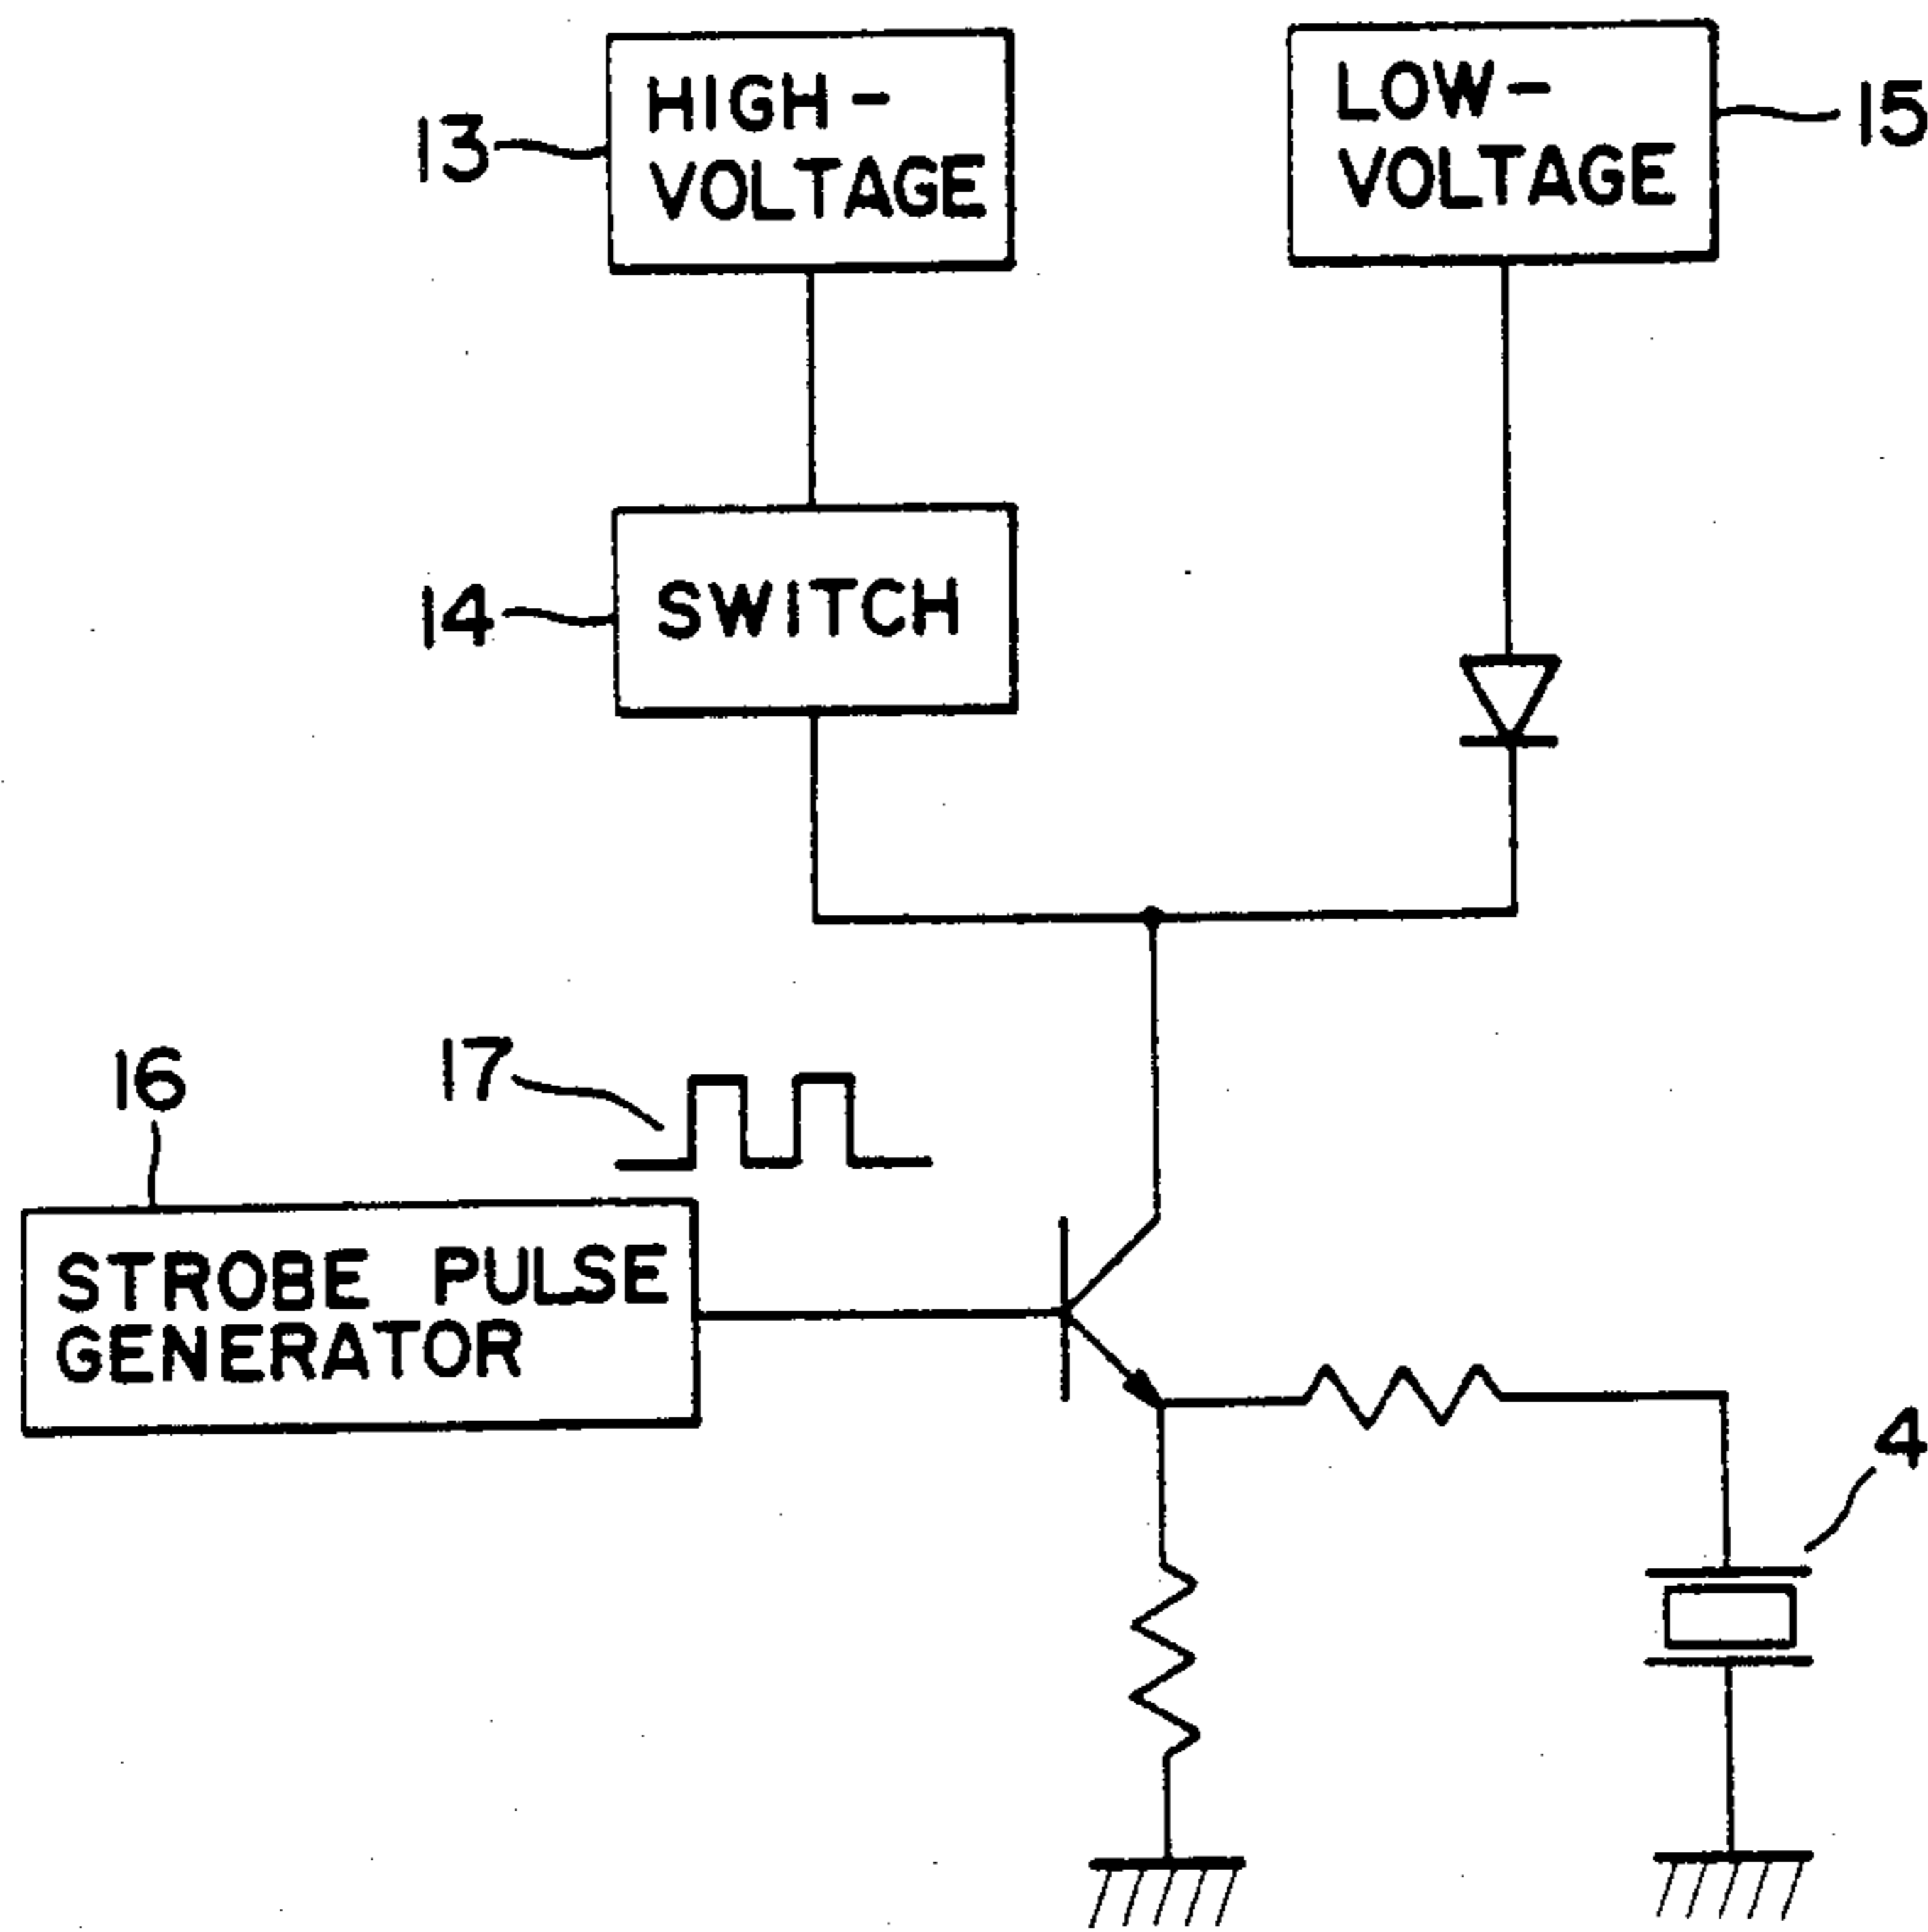 13
HIGH-
VOLTAGE
LOW-
VOLTAGE
15
14
SWITCH
16
17
STROBE PULSE
GENERATOR
4